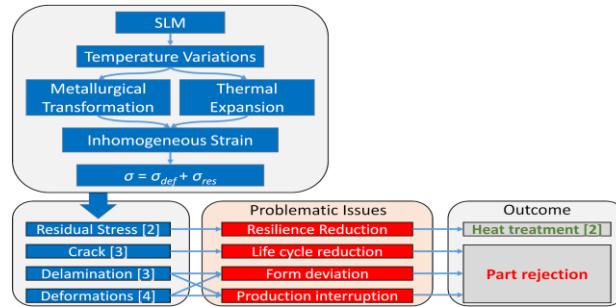 SLM
Temperature Variations
Metallurgical
Transformation
Thermal
Expansion
Inhomogeneous Strain
σ = σdef + σres
Problematic Issues
Outcome
Residual Stress [2]
Resilience Reduction
Heat treatment [2]
Crack [3]
Life cycle reduction
Delamination [3]
Form deviation
Part rejection
Deformations [4]
Production interruption